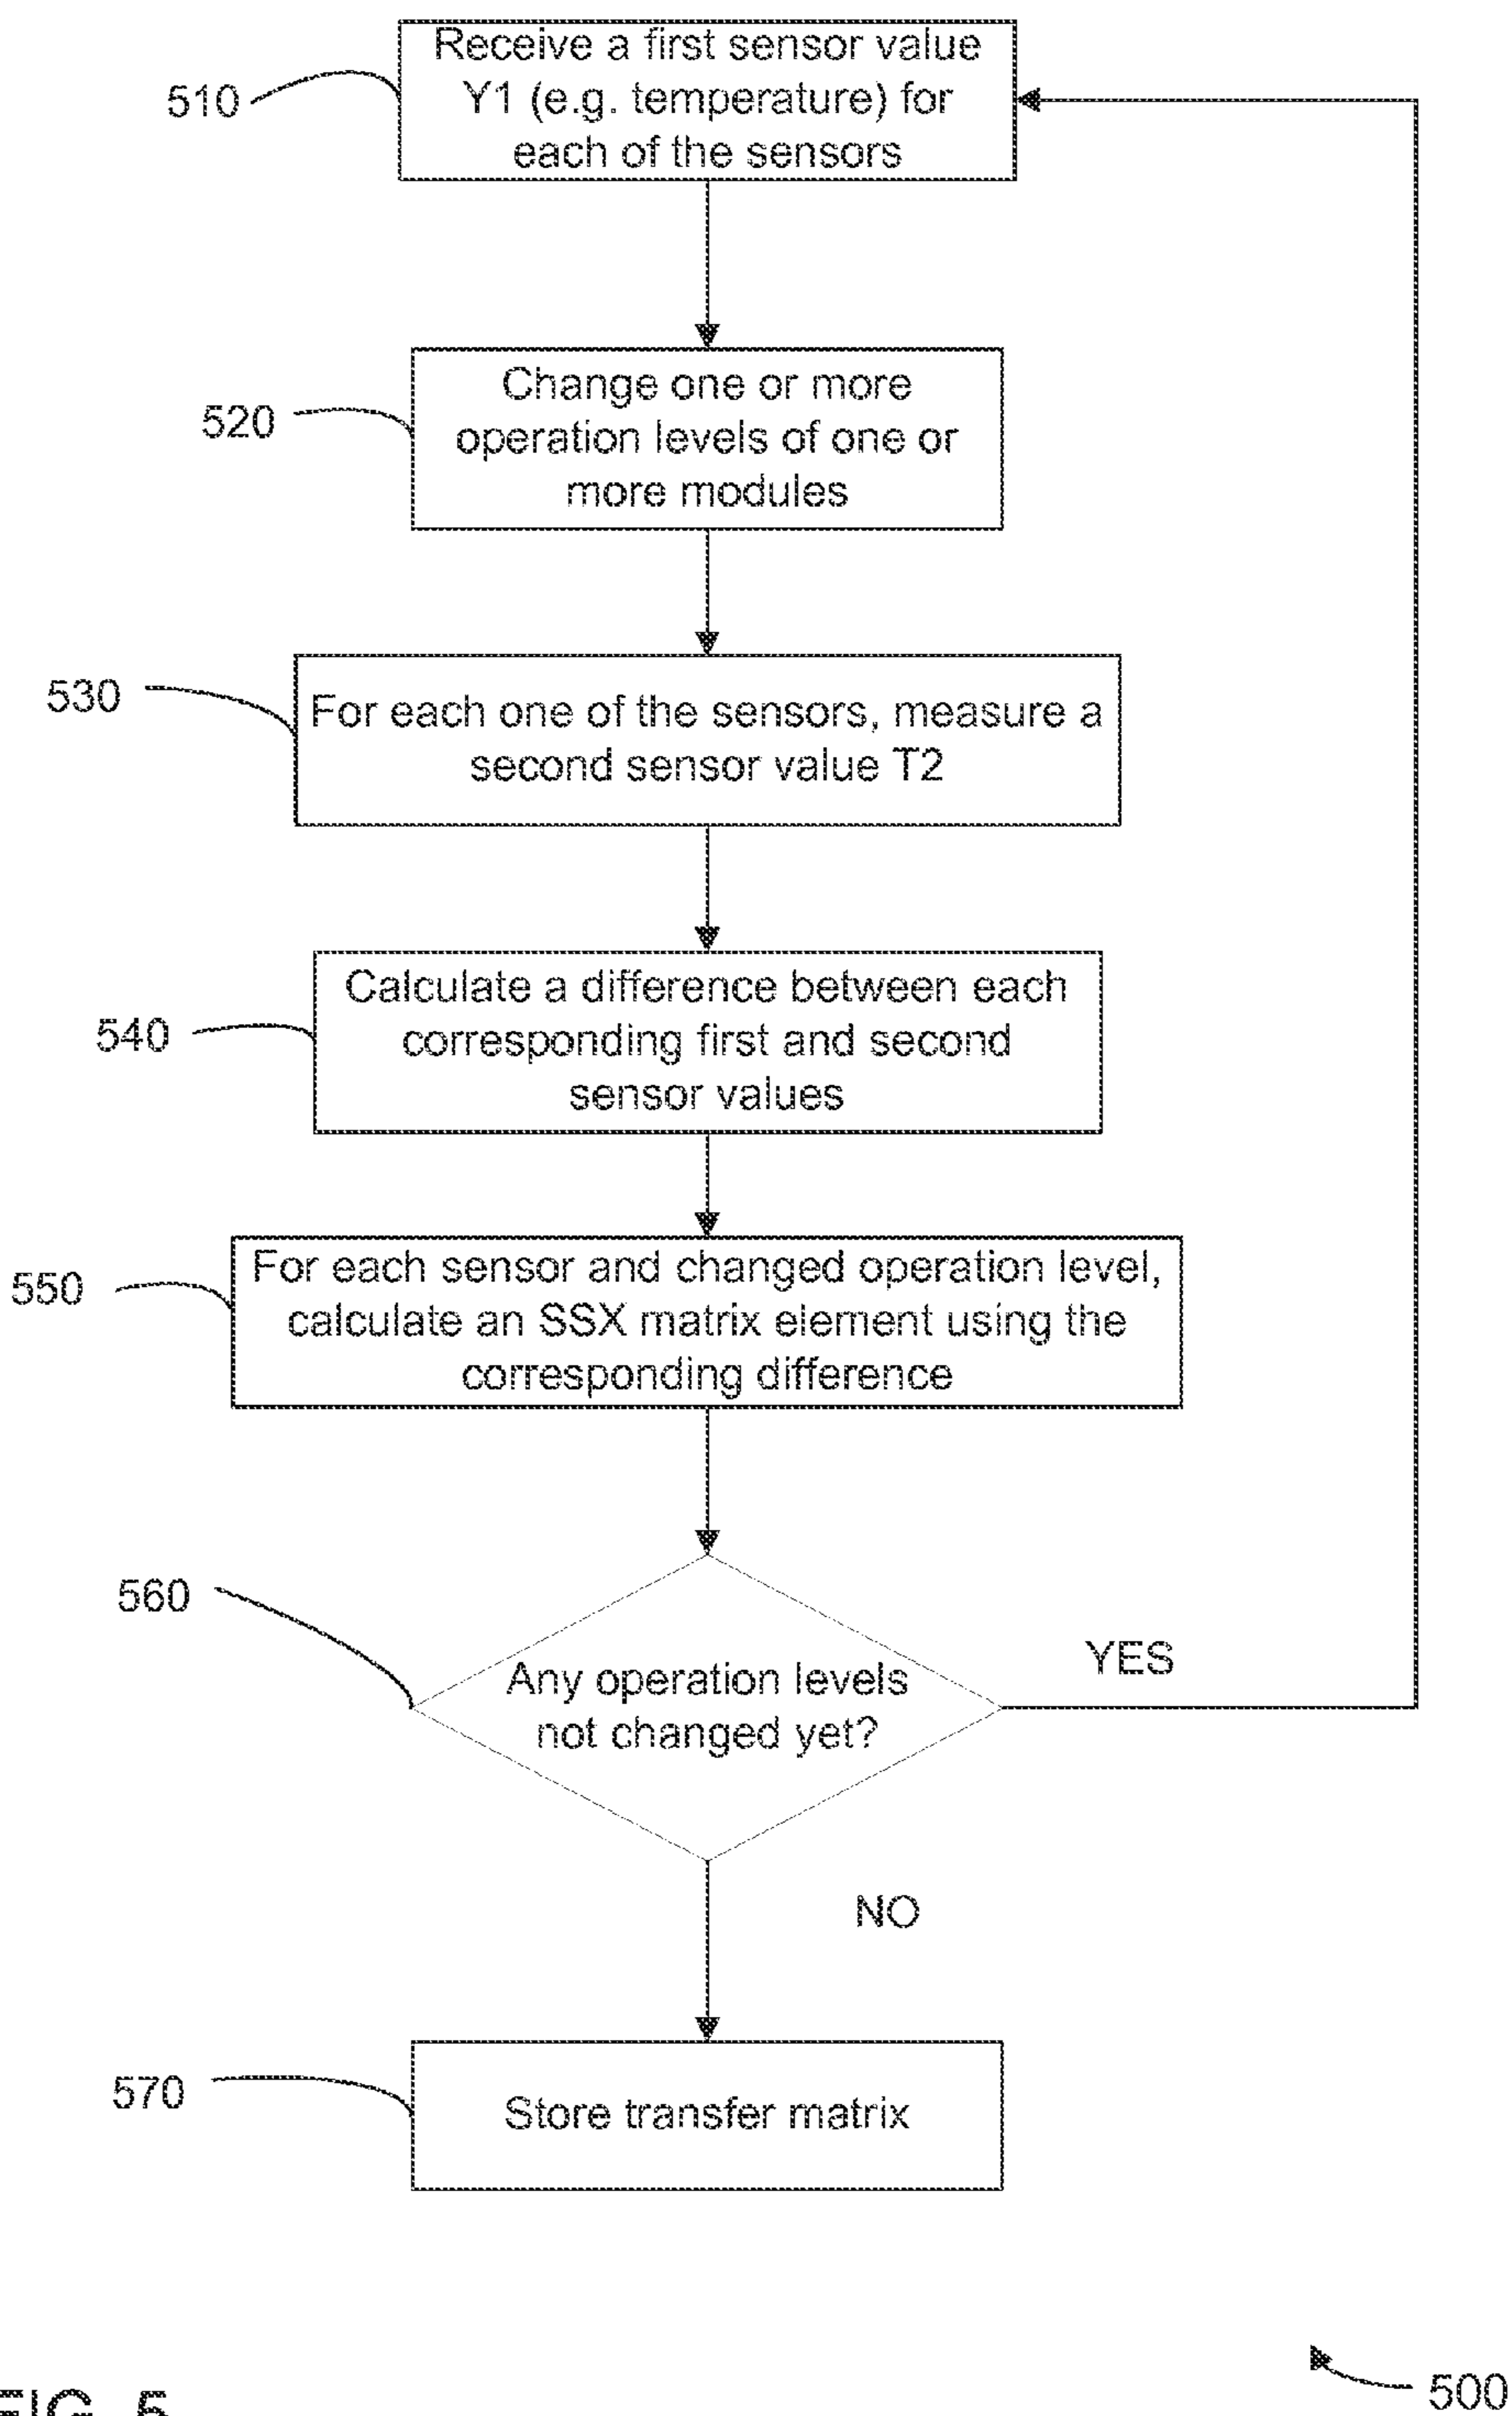 510
Receive a first sensor value
Y1 (e.g. temperature) for
each of the sensors
520
Change one or more
operation levels of one or
more modules
530
For each one of the sensors, measure a
second sensor value T2
540
Calculate a difference between each
corresponding first and second
sensor values
550
For each sensor and changed operation level,
calculate an SSX matrix element using the
corresponding difference
560
Any operation levels
not changed yet?
YES
NO
570
Store transfer matrix
500
FIG. 5